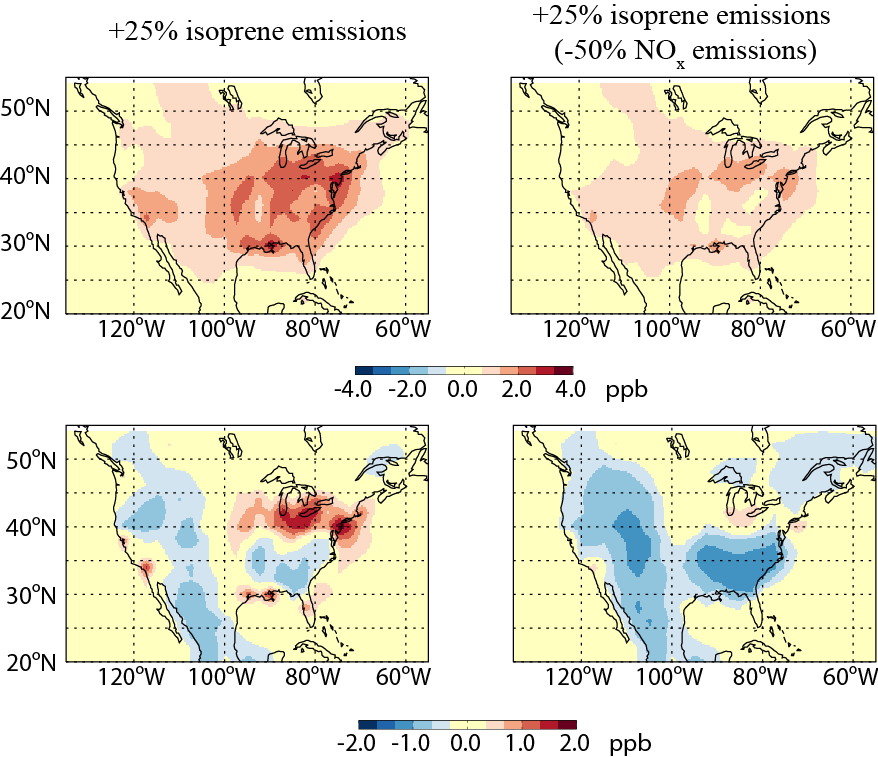 +25% isoprene emissions
+25% isoprene emissions
(-50% NOx emissions)
50°N
40°N
30°N
20°N
120°W 100°W 80°W 60°W
120°W 100°W 80°W 60°W
-4.0 -2.0 0.0 2.0 4.0 ppb
50°N
40°N
30°N
20°N
120°W 100°W 80°W 60°W
120°W 100°W 80°W 60°W
-2.0 -1.0 0.0 1.0 2.0 ppb